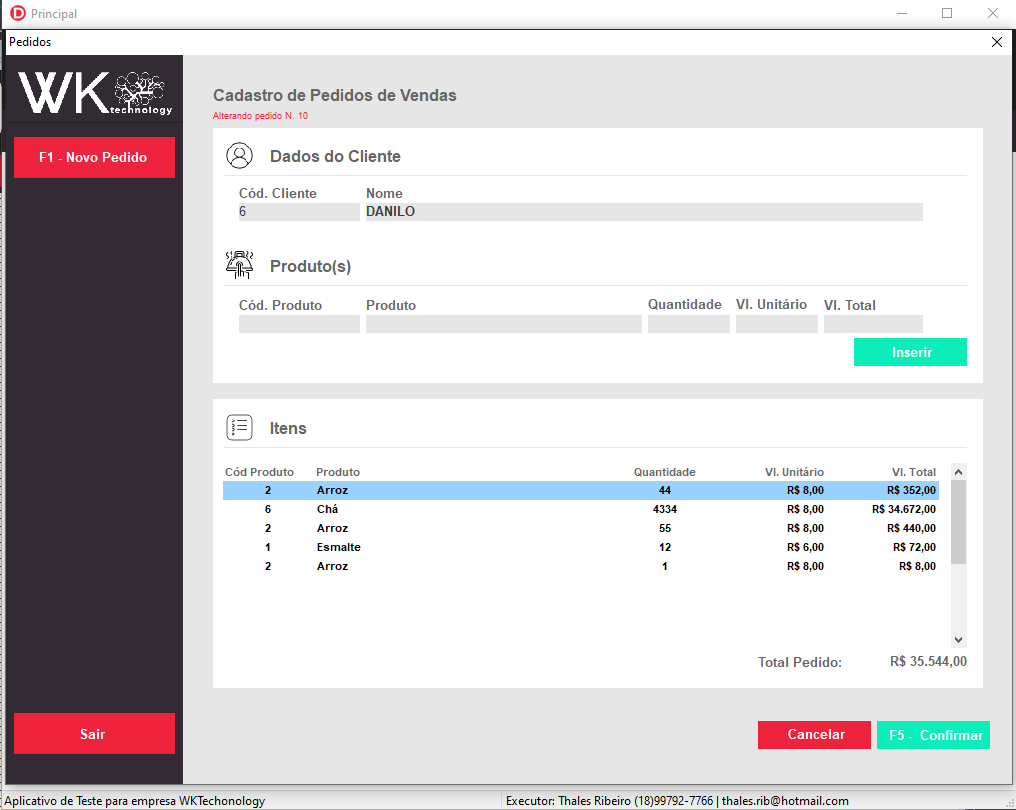 Principal
Pedidos
WK
technology
F1 - Novo Pedido
Cadastro de Pedidos de Vendas
Alterando pedido N. 10
Dados do Cliente
Cód. Cliente Nome
6 DANILO
Produto(s)
Cód. Produto Produto Quantidade Vl. Unitário Vl. Total
Inserir
Itens
Cód Produto Produto Quantidade Vl. Unitário Vl. Total
2 Arroz 44 R$ 8,00 R$ 352,00
6 Chá 4334 R$ 8,00 R$ 34.672,00
2 Arroz 55 R$ 8,00 R$ 440,00
1 Esmalte 12 R$ 6,00 R$ 72,00
2 Arroz 1 R$ 8,00 R$ 8,00
Total Pedido: R$ 35.544,00
Sair
Cancelar
F5 - Confirmar
Aplicativo de Teste para empresa WKTechonology
Executor: Thales Ribeiro (18)99792-7766 | thales.rib@hotmail.com